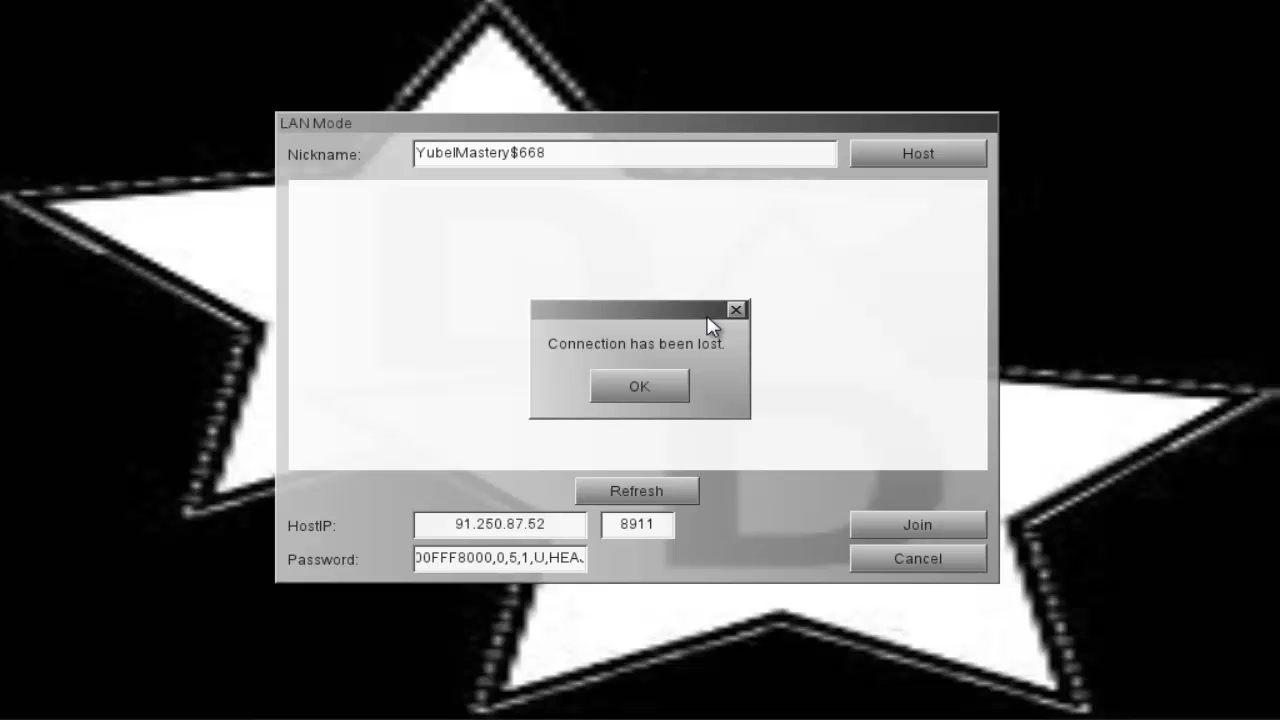 LAN Mode
Nickname: YubelMastery$668 Host
Connection has been lost.
OK
Refresh
HostIP: 91.250.87.52 8911 Join
Password: 00FFF8000,0,5,1,U,HEA Cancel